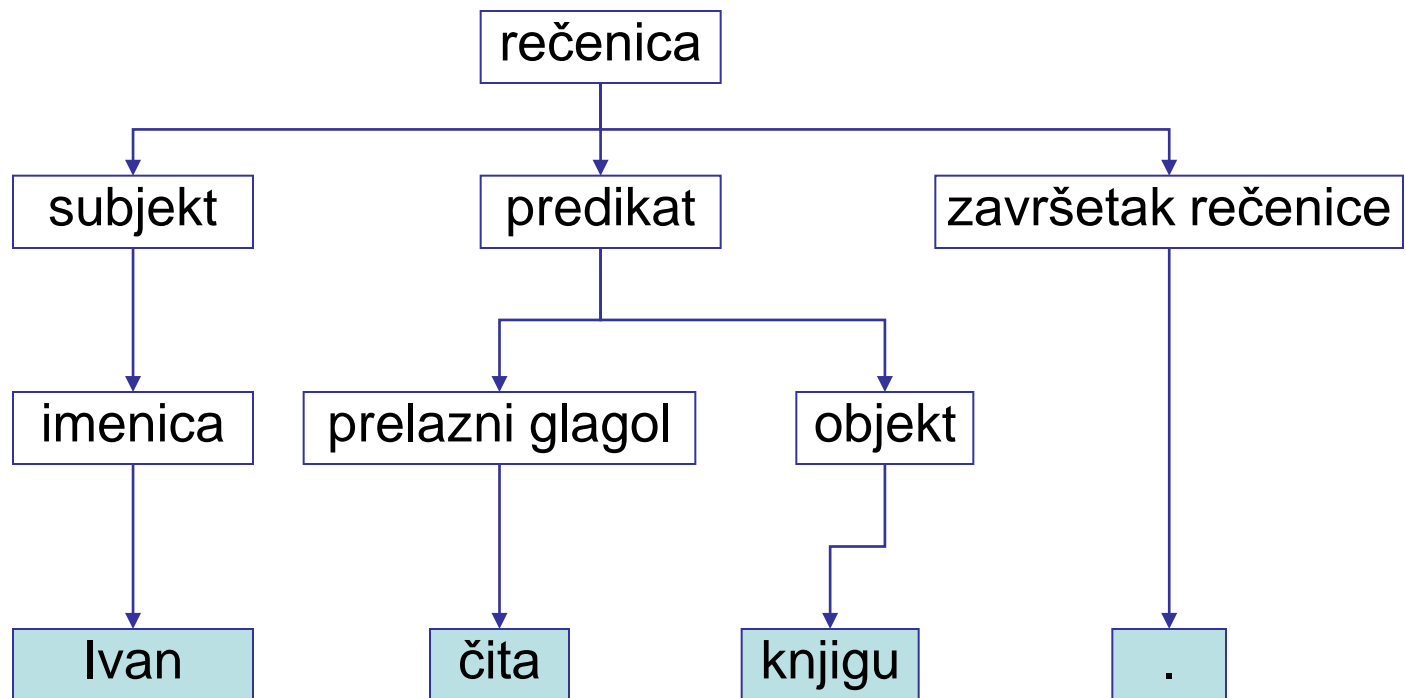 rečenica
subjekt
predikat
završetak rečenice
imenica
prelazni glagol
objekt
Ivan
čita
knjigu
.